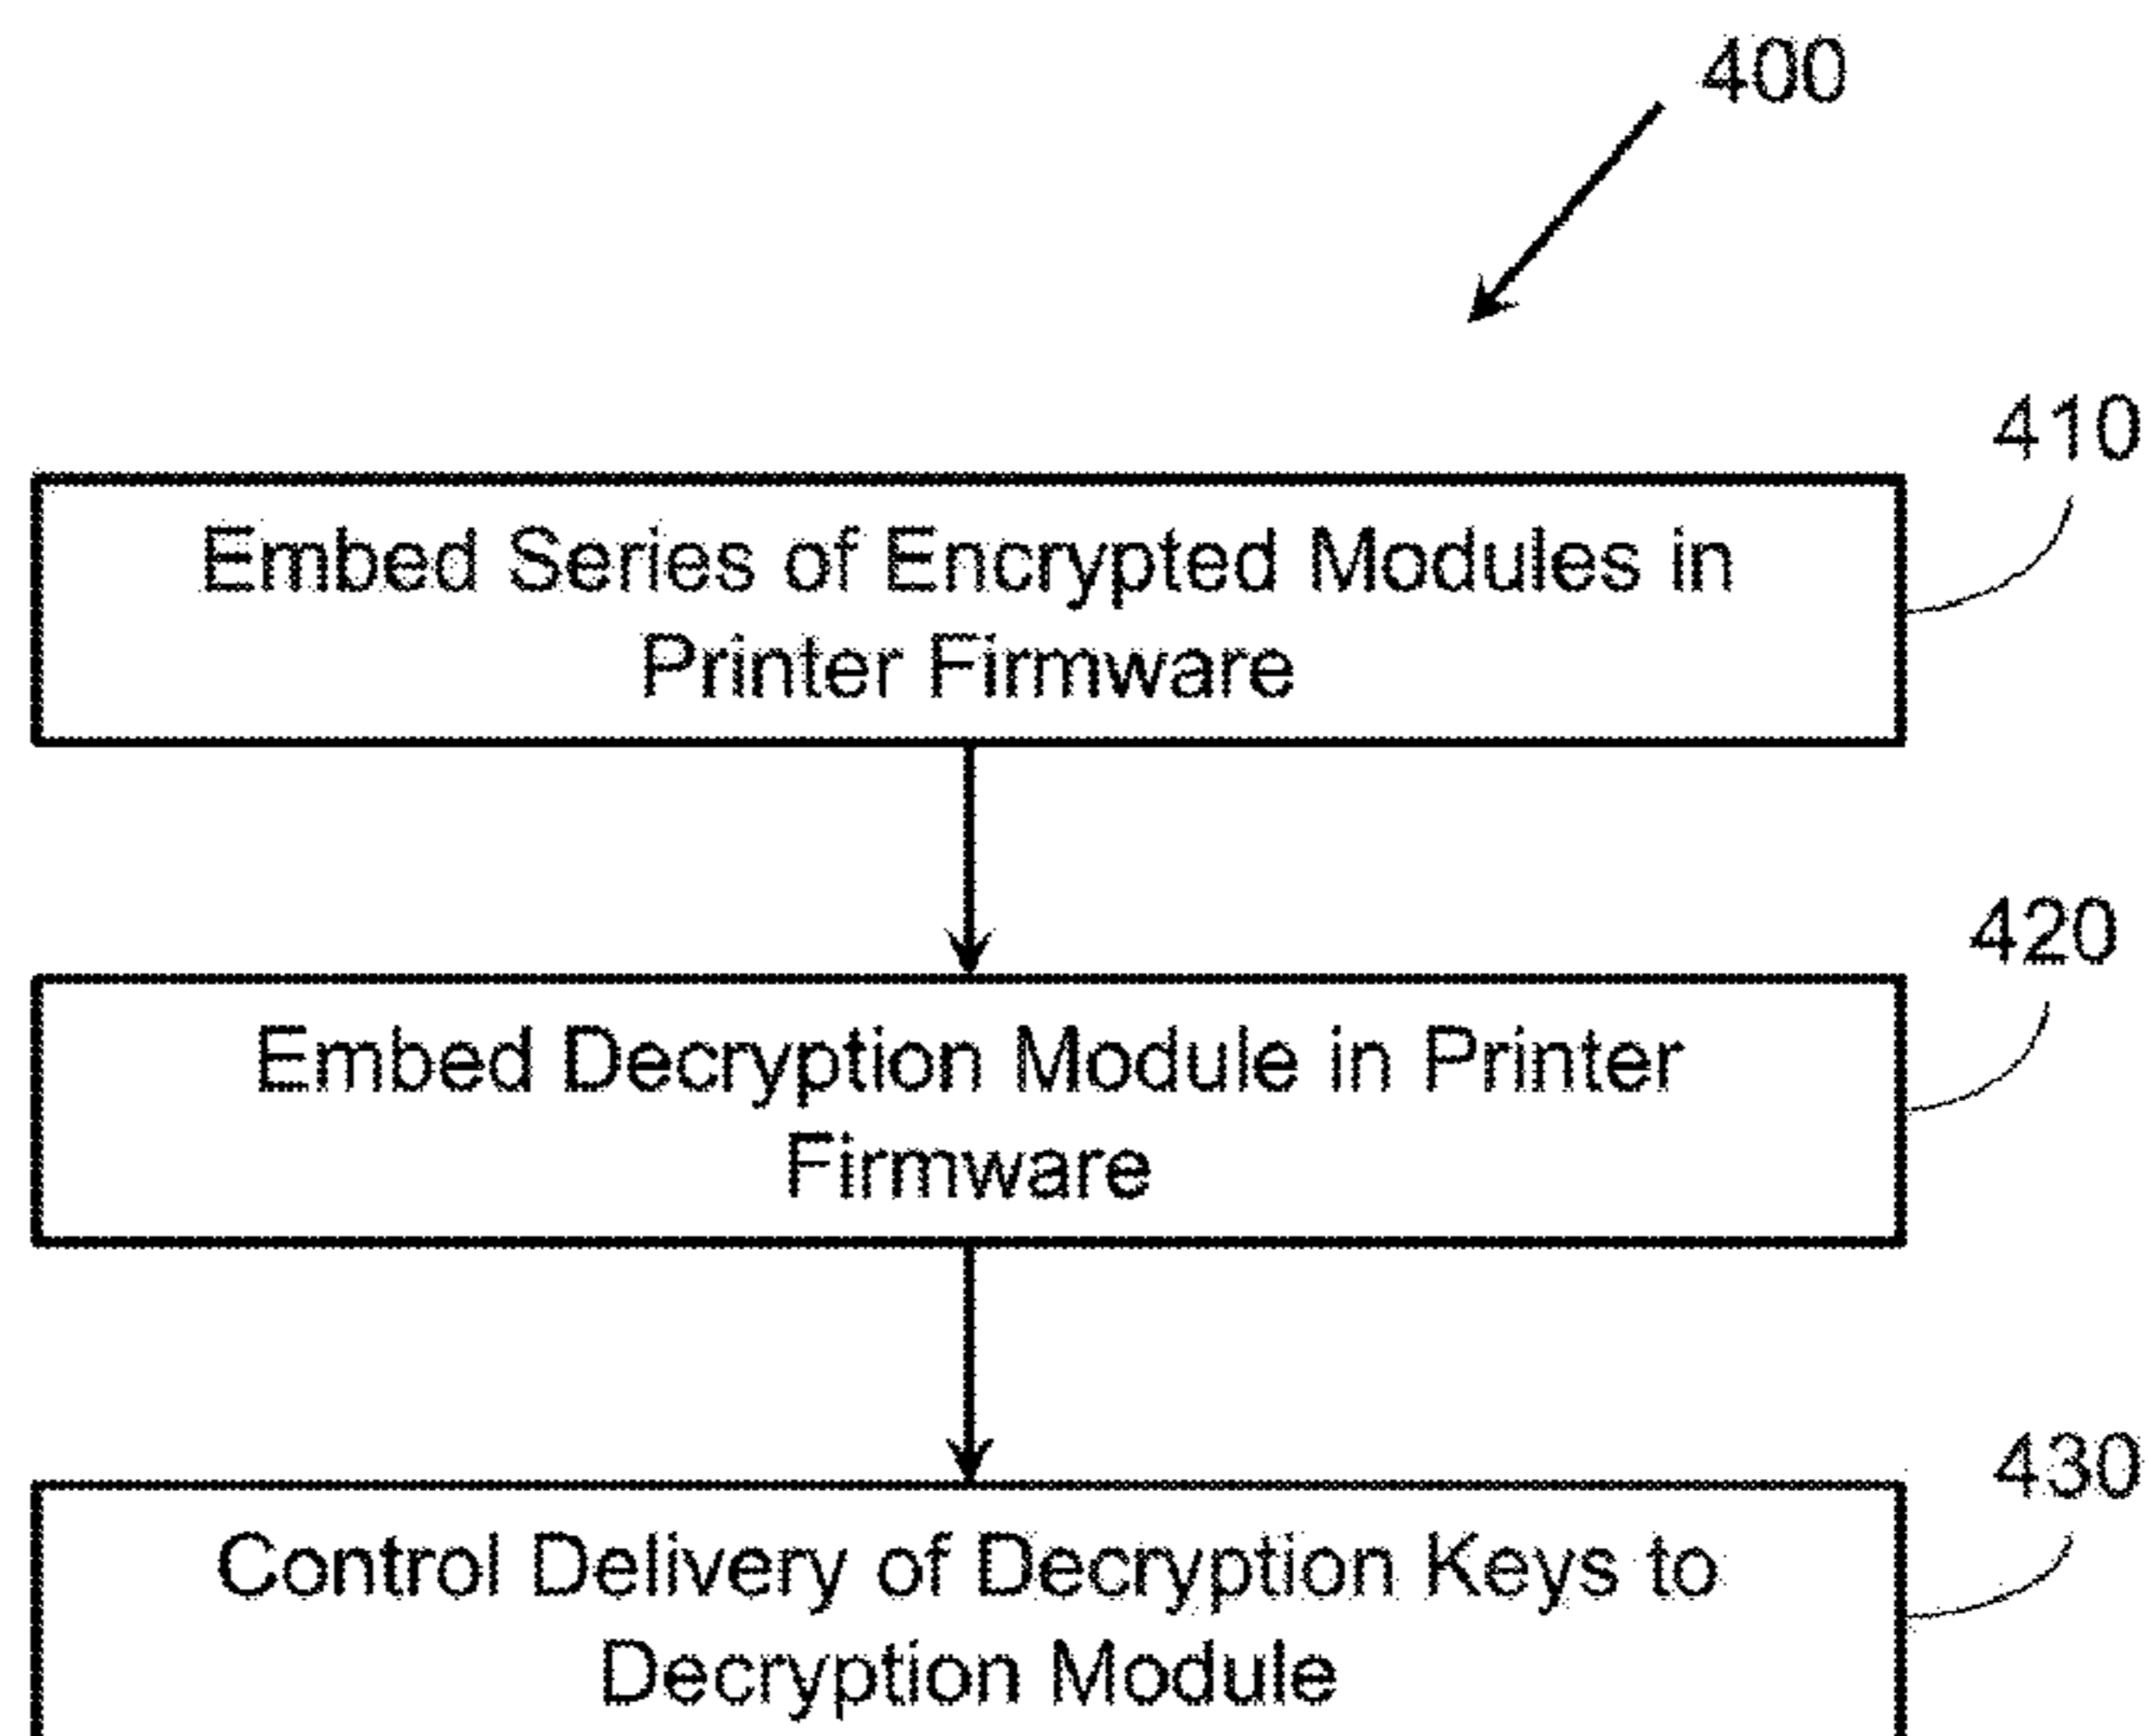 400
410
Embed Series of Encrypted Modules in
Printer Firmware
420
Embed Decryption Module in Printer
Firmware
430
Control Delivery of Decryption Keys to
Decryption Module